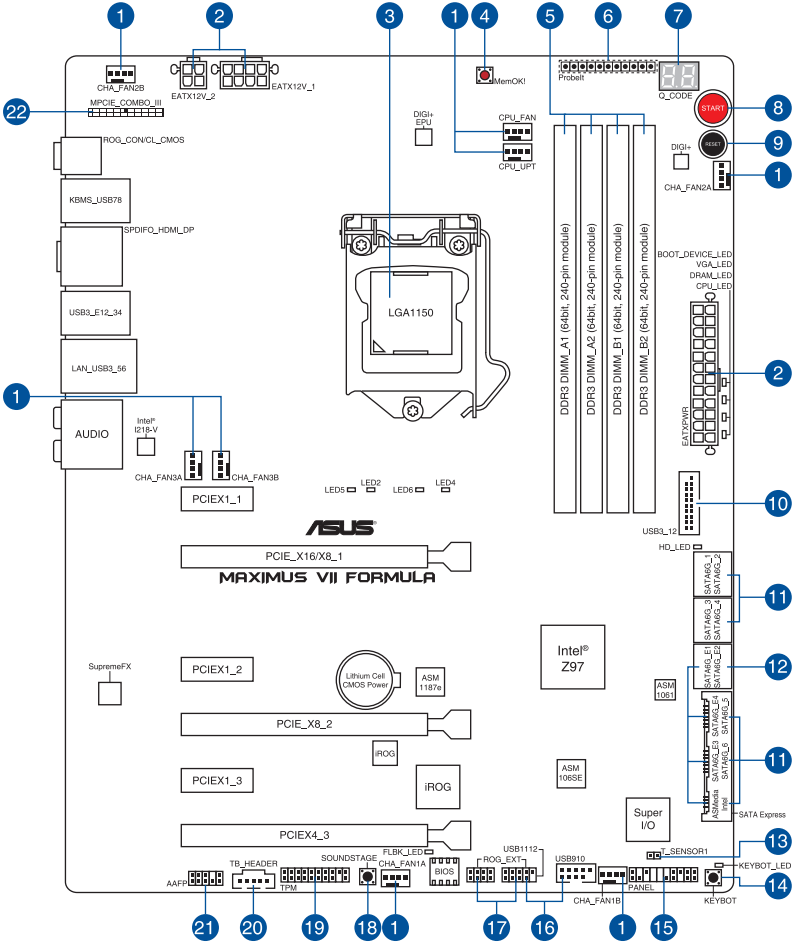 1
2
3
1
4
5
6
7
CHA_FAN2B
EATX12V_2
EATX12V_1
MemOK!
ProbeIt
Q_CODE
88
22
MPCIE_COMBO_III
START
8
DIGI+
EPU
CPU_FAN
CPU_UPT
ROG_CON/CL_CMOS
DIGI+
RESET
9
CHA_FAN2A
1
KBMS_USB78
SPDIFO_HDMI_DP
BOOT_DEVICE_LED
VGA_LED
DRAM_LED
CPU_LED
USB3_E12_34
LGA1150
DDR3 DIMM_A1 (64bit, 240-pin module)
DDR3 DIMM_A2 (64bit, 240-pin module)
DDR3 DIMM_B1 (64bit, 240-pin module)
DDR3 DIMM_B2 (64bit, 240-pin module)
LAN_USB3_56
2
EATXPWR
1
AUDIO
Intel®
I218-V
CHA_FAN3A
CHA_FAN3B
PCIEX1_1
LED5
LED2
LED6
LED4
USB3_12
10
ASUS
HD_LED
PCIE_X16/X8_1
MAXIMUS VII FORMULA
SATA6G_1
SATA6G_2
11
SATA6G_3
SATA6G_4
Intel®
Z97
SATA6G_E1
SATA6G_E2
12
SupremeFX
PCIEX1_2
Lithium Cell
CMOS Power
ASM
1187e
ASM
1061
SATA6G_E4
SATA6G_5
PCIE_X8_2
iROG
SATA6G_E3
SATA6G_6
11
PCIEX1_3
iROG
ASM
106SE
ASMedia
Intel
SATA Express
Super
I/O
PCIEX4_3
FLBK_LED
T_SENSOR1
13
AAFP
TB_HEADER
TPM
SOUNDSTAGE
CHA_FAN1A
BIOS
ROG_EXT
USB1112
USB910
CHA_FAN1B
PANEL
KEYBOT_LED
14
KEYBOT
21
20
19
18
1
17
16
1
15